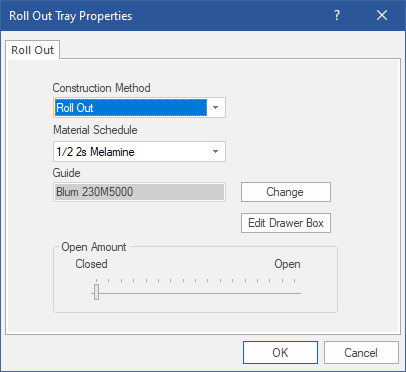 Roll Out Tray Properties
?
Roll Out
Construction Method
Roll Out
Material Schedule
1/2 2s Melamine
Guide
Blum 230M5000
Change
Edit Drawer Box
Open Amount
Closed Open
OK Cancel